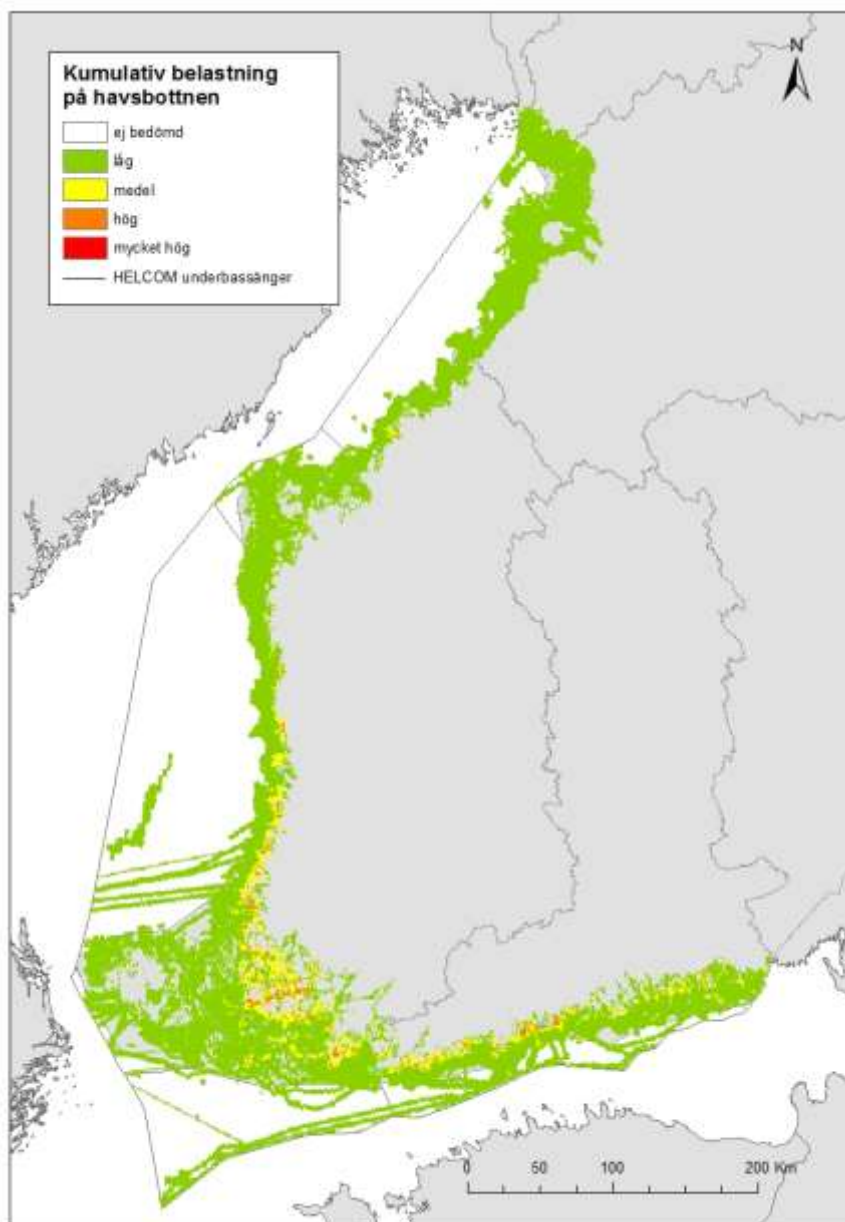 Kumulativ belastning
på havsbottnen
ej bedömd
låg
medel
hög
mycket hög
HELCOM underbassänger
N
0 50 100 200 Km